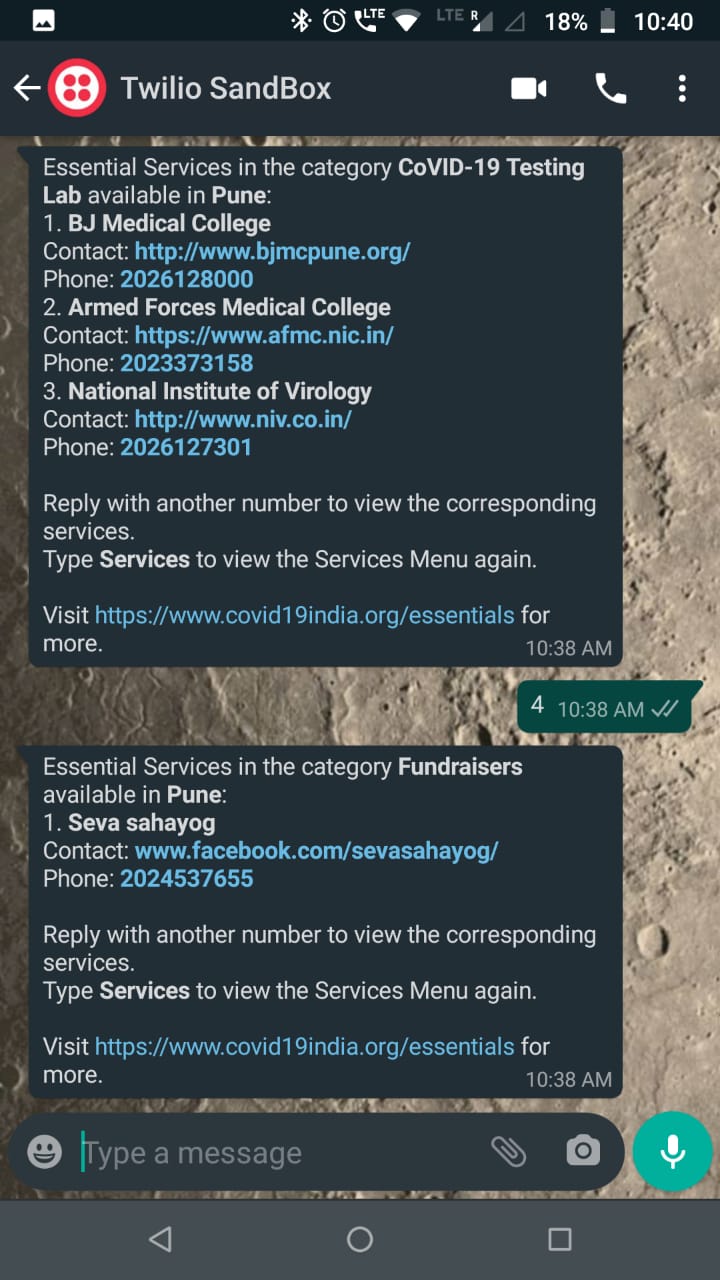 LTE LTE R 18% 10:40
Twilio SandBox
Essential Services in the category CoVID-19 Testing
Lab available in Pune:
1. BJ Medical College
Contact: http://www.bjmcpune.org/
Phone: 2026128000
2. Armed Forces Medical College
Contact: https://www.afmc.nic.in/
Phone: 2023373158
3. National Institute of Virology
Contact: http://www.niv.co.in/
Phone: 2026127301
Reply with another number to view the corresponding
services.
Type Services to view the Services Menu again.
Visit https://www.covid19india.org/essentials for
more.
10:38 AM
4 10:38 AM
Essential Services in the category Fundraisers
available in Pune:
1. Seva sahayog
Contact: www.facebook.com/sevasahayog/
Phone: 2024537655
Reply with another number to view the corresponding
services.
Type Services to view the Services Menu again.
Visit https://www.covid19india.org/essentials for
more.
10:38 AM
Type a message